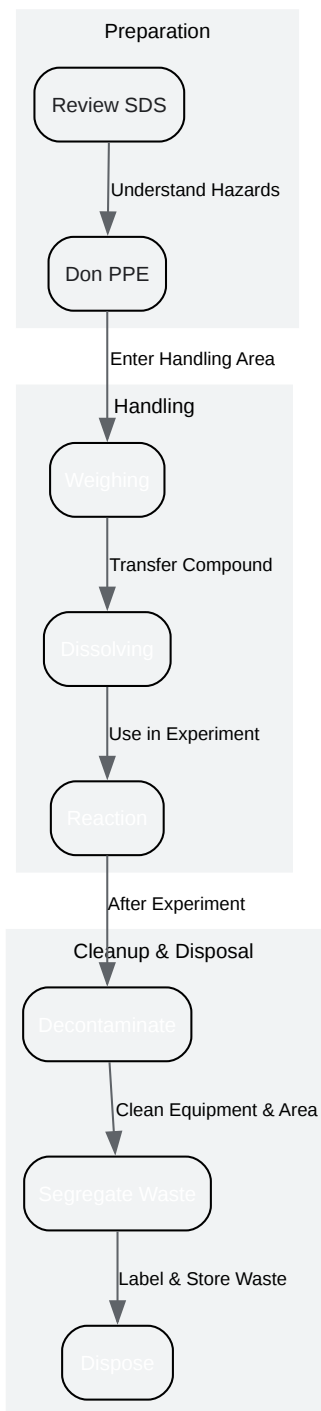 Preparation
Review SDS
Understand Hazards
Don PPE
Enter Handling Area
Handling
Weighing
Transfer Compound
Dissolving
Use in Experiment
Reaction
After Experiment
Cleanup & Disposal
Decontaminate
Clean Equipment & Area
Segregate Waste
Label & Store Waste
Dispose